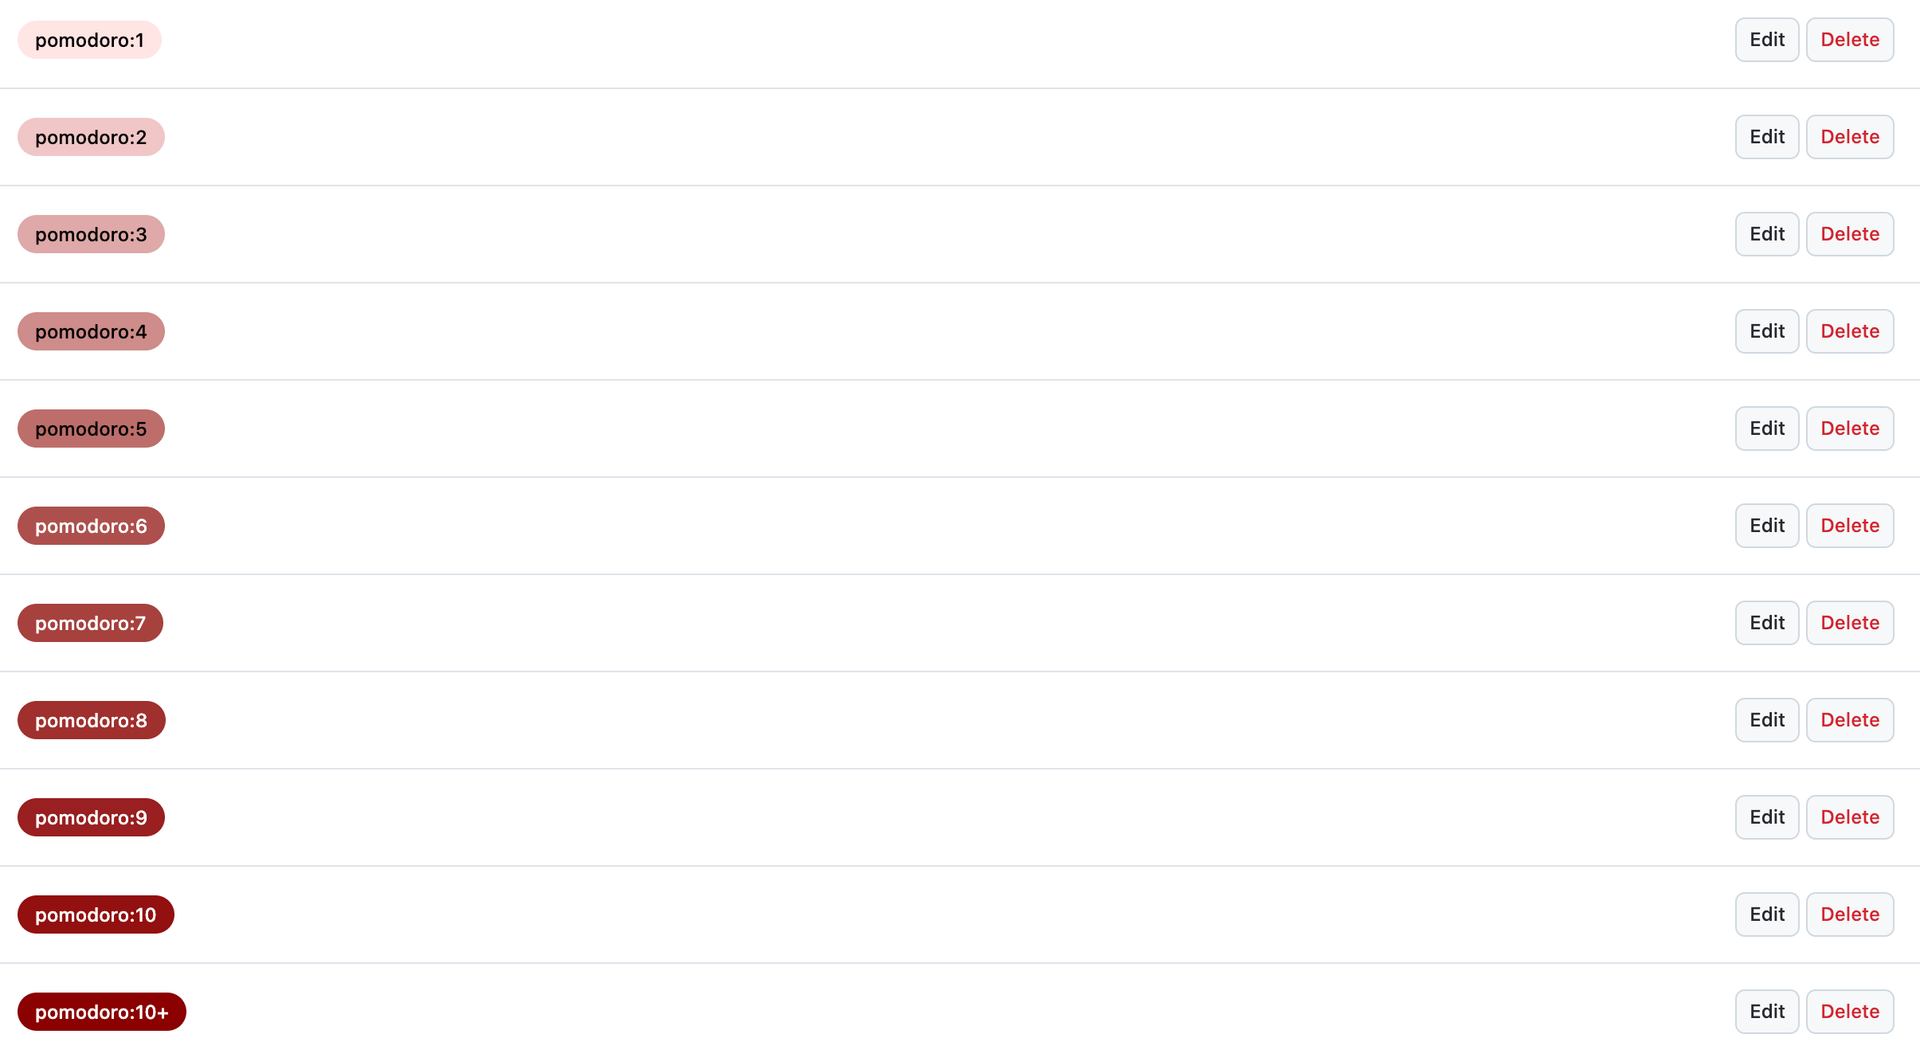 pomodoro:1 Edit Delete
pomodoro:2 Edit Delete
pomodoro:3 Edit Delete
pomodoro:4 Edit Delete
pomodoro:5 Edit Delete
pomodoro:6 Edit Delete
pomodoro:7 Edit Delete
pomodoro:8 Edit Delete
pomodoro:9 Edit Delete
pomodoro:10 Edit Delete
pomodoro:10+ Edit Delete